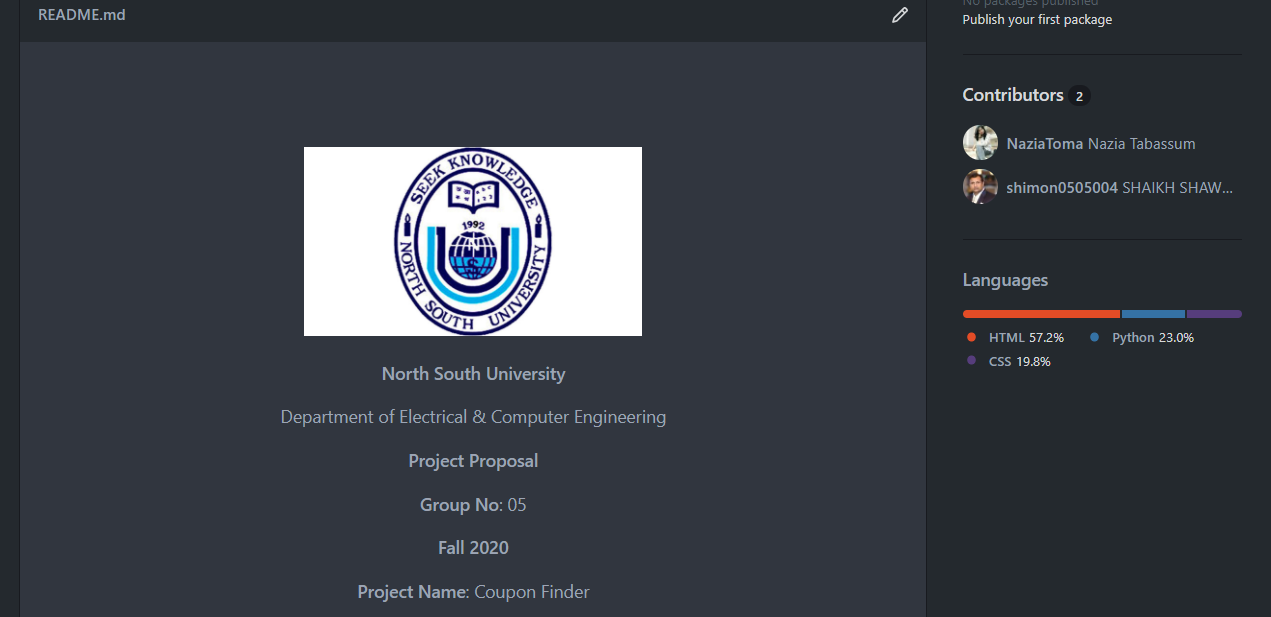 README.md
No packages published
Publish your first package
SEEK KNOWLEDGE
1992
NORTH SOUTH UNIVERSITY
North South University
Department of Electrical & Computer Engineering
Project Proposal
Group No: 05
Fall 2020
Project Name: Coupon Finder
Contributors 2
NaziaToma Nazia Tabassum
shimon0505004 SHAIKH SHAW...
Languages
HTML 57.2% Python 23.0%
CSS 19.8%